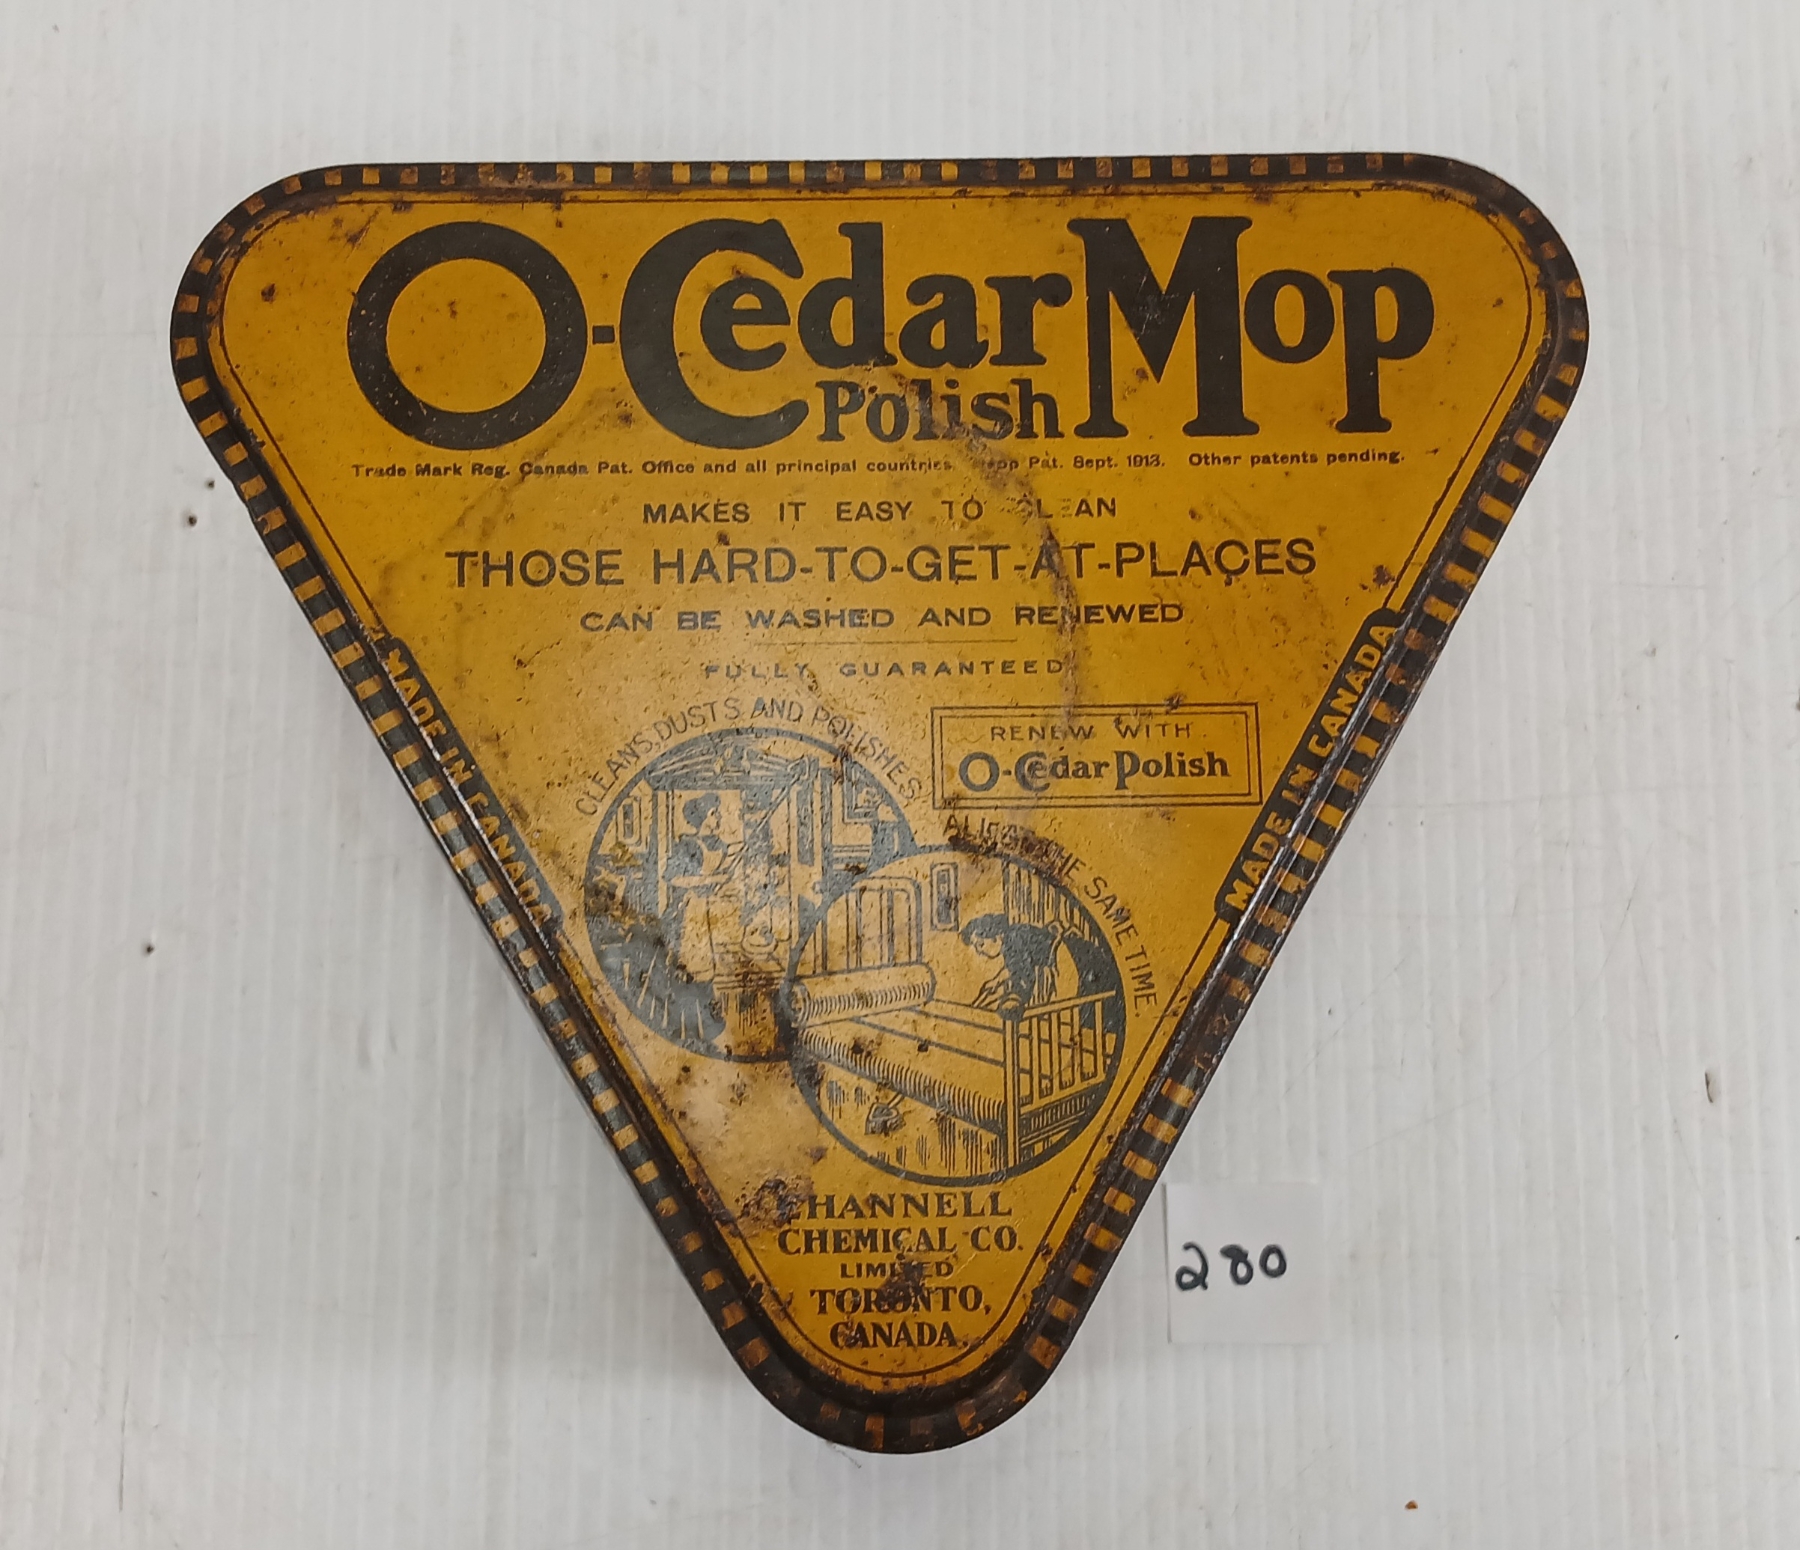 O-Cedar Mop
Polish
Trade Mark Reg. Canada Pat. Office and all principal countries. Pat. Sept. 1913. Other patents pending.
MAKES IT EASY TO CLEAN
THOSE HARD-TO-GET-AT-PLACES
CAN BE WASHED AND RENEWED
FULLY GUARANTEED
CLEANS, DUSTS AND POLISHES,
ALL AT THE SAME TIME.
RENEW WITH
O-Cedar Polish
MADE IN CANADA
MADE IN CANADA
CHANNELL
CHEMICAL CO.
LIMITED
TORONTO,
CANADA.
280